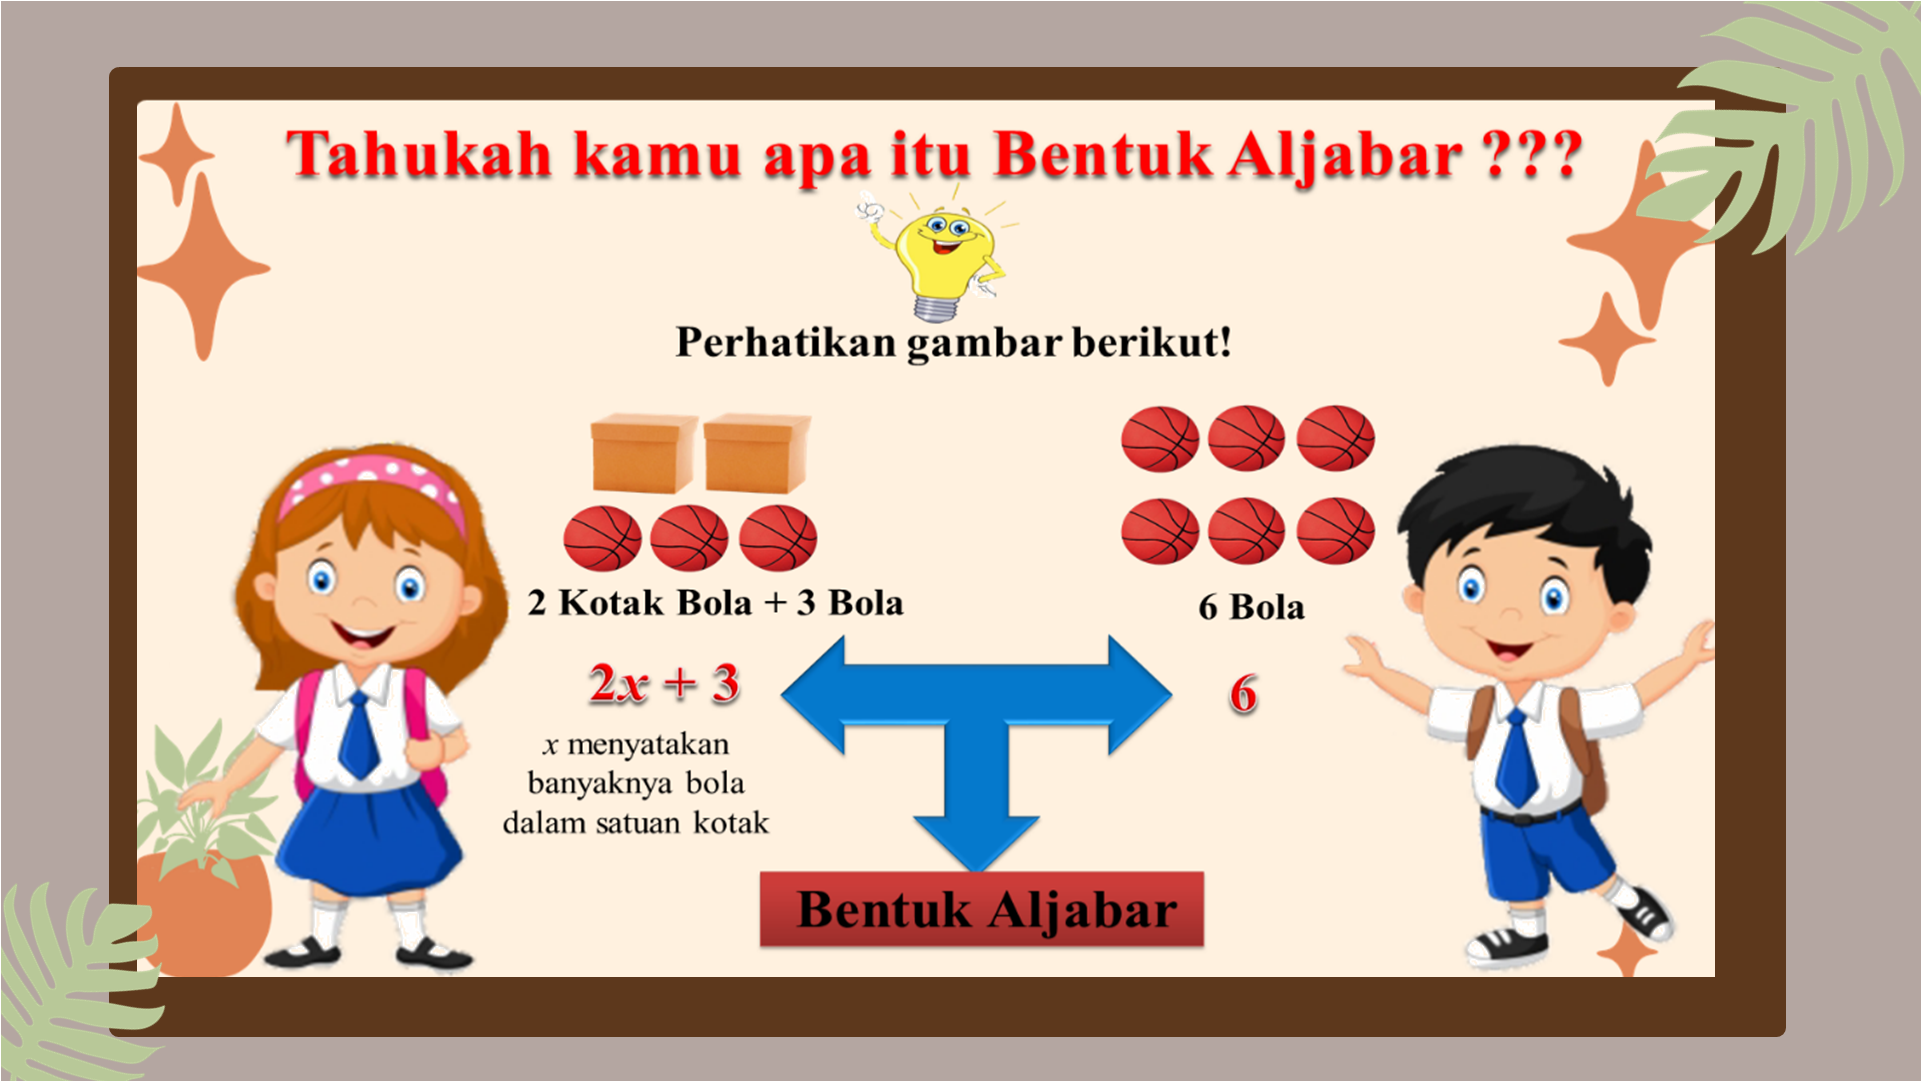 Tahukah kamu apa itu Bentuk Aljabar ???
Perhatikan gambar berikut!
2 Kotak Bola + 3 Bola
6 Bola
2x + 3
6
x menyatakan
banyaknya bola
dalam satuan kotak
Bentuk Aljabar